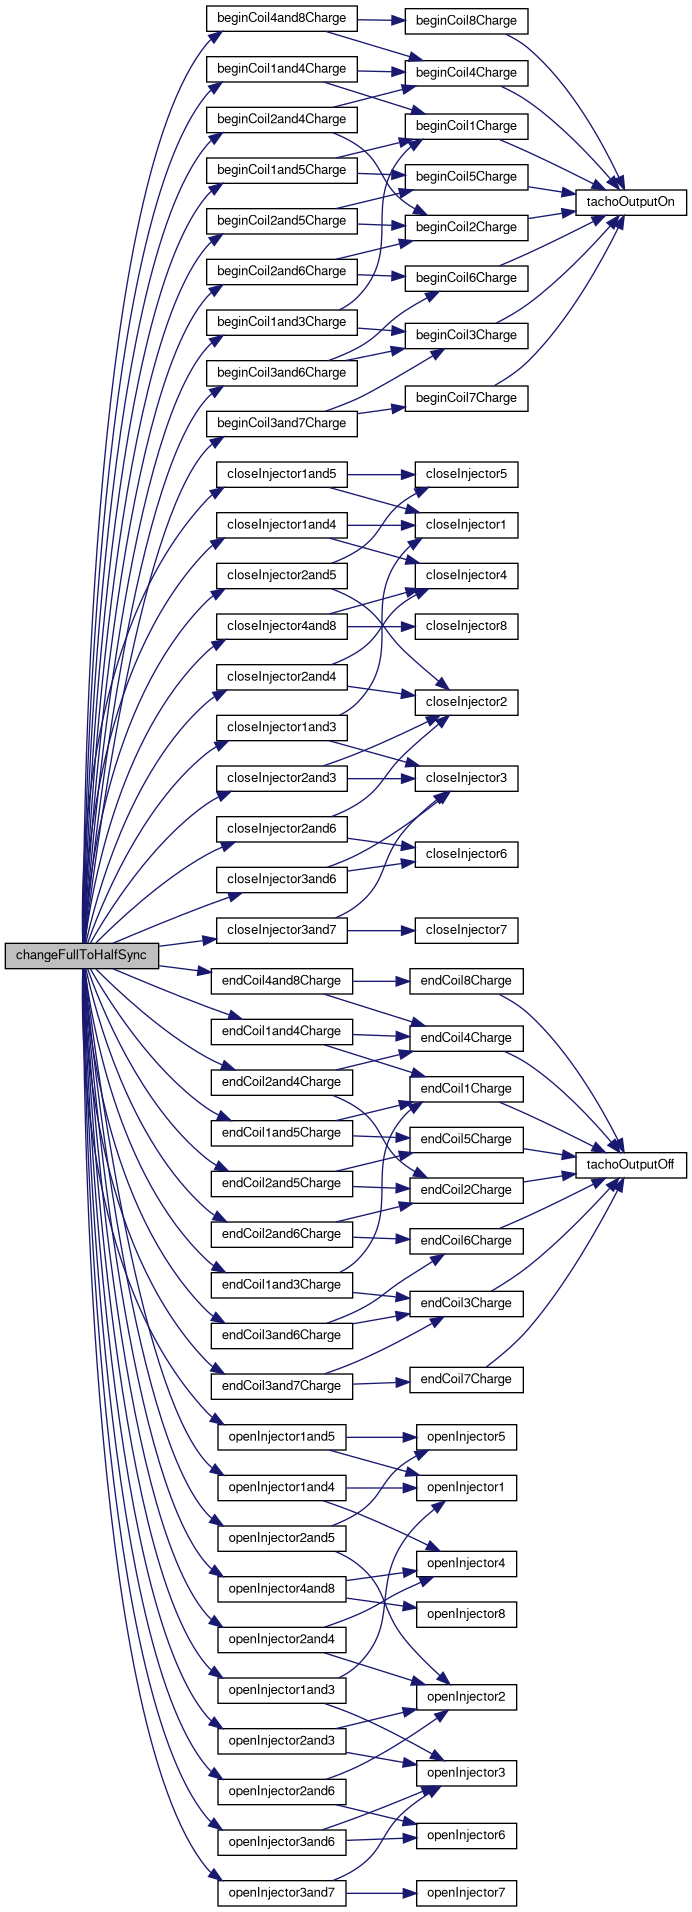 beginCoil4and8Charge
beginCoil8Charge
beginCoil1and4Charge
beginCoil4Charge
beginCoil2and4Charge
beginCoil1Charge
beginCoil1and5Charge
beginCoil5Charge
tachoOutputOn
beginCoil2and5Charge
beginCoil2Charge
beginCoil2and6Charge
beginCoil6Charge
beginCoil1and3Charge
beginCoil3Charge
beginCoil3and6Charge
beginCoil7Charge
beginCoil3and7Charge
closeInjector1and5
closeInjector5
closeInjector1and4
closeInjector1
closeInjector2and5
closeInjector4
closeInjector4and8
closeInjector8
closeInjector2and4
closeInjector2
closeInjector1and3
closeInjector2and3
closeInjector3
closeInjector2and6
closeInjector6
closeInjector3and6
closeInjector3and7
closeInjector7
changeFullToHalfSync
endCoil4and8Charge
endCoil8Charge
endCoil1and4Charge
endCoil4Charge
endCoil2and4Charge
endCoil1Charge
endCoil1and5Charge
endCoil5Charge
tachoOutputOff
endCoil2and5Charge
endCoil2Charge
endCoil2and6Charge
endCoil6Charge
endCoil1and3Charge
endCoil3Charge
endCoil3and6Charge
endCoil7Charge
endCoil3and7Charge
openInjector1and5
openInjector5
openInjector1and4
openInjector1
openInjector2and5
openInjector4
openInjector4and8
openInjector8
openInjector2and4
openInjector1and3
openInjector2
openInjector2and3
openInjector3
openInjector2and6
openInjector6
openInjector3and6
openInjector3and7
openInjector7